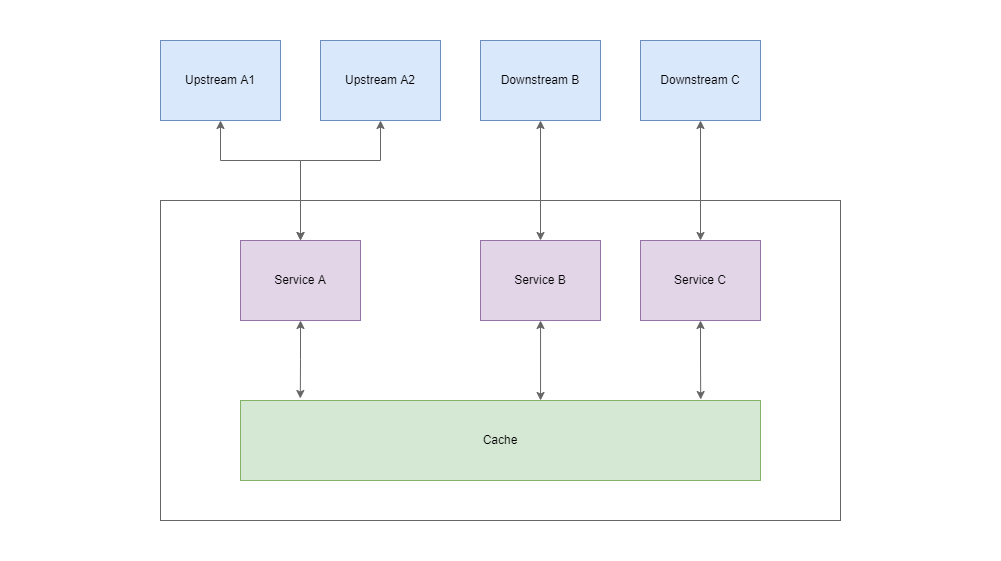 Upstream A1
Upstream A2
Downstream B
Downstream C
Service A
Service B
Service C
Cache